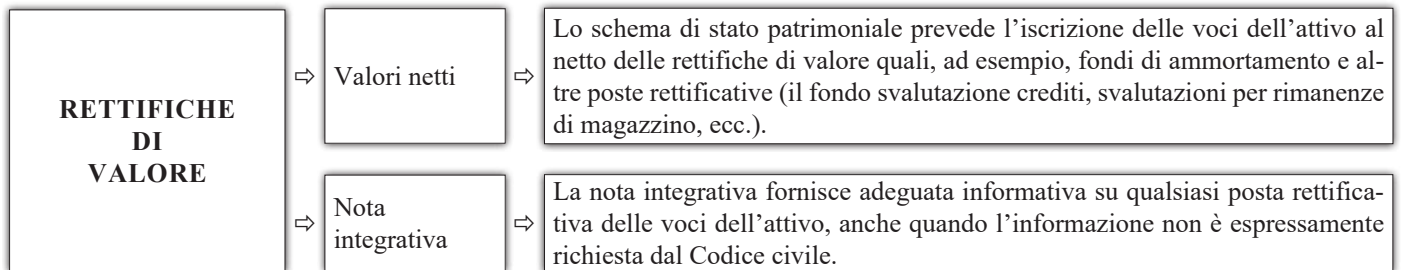 RETTIFICHE
DI
VALORE
⇨
Valori netti
⇨
Lo schema di stato patrimoniale prevede l’iscrizione delle voci dell’attivo al
netto delle rettifiche di valore quali, ad esempio, fondi di ammortamento e al-
tre poste rettificative (il fondo svalutazione crediti, svalutazioni per rimanenze
di magazzino, ecc.).
⇨
Nota
integrativa
⇨
La nota integrativa fornisce adeguata informativa su qualsiasi posta rettifica-
tiva delle voci dell’attivo, anche quando l’informazione non è espressamente
richiesta dal Codice civile.